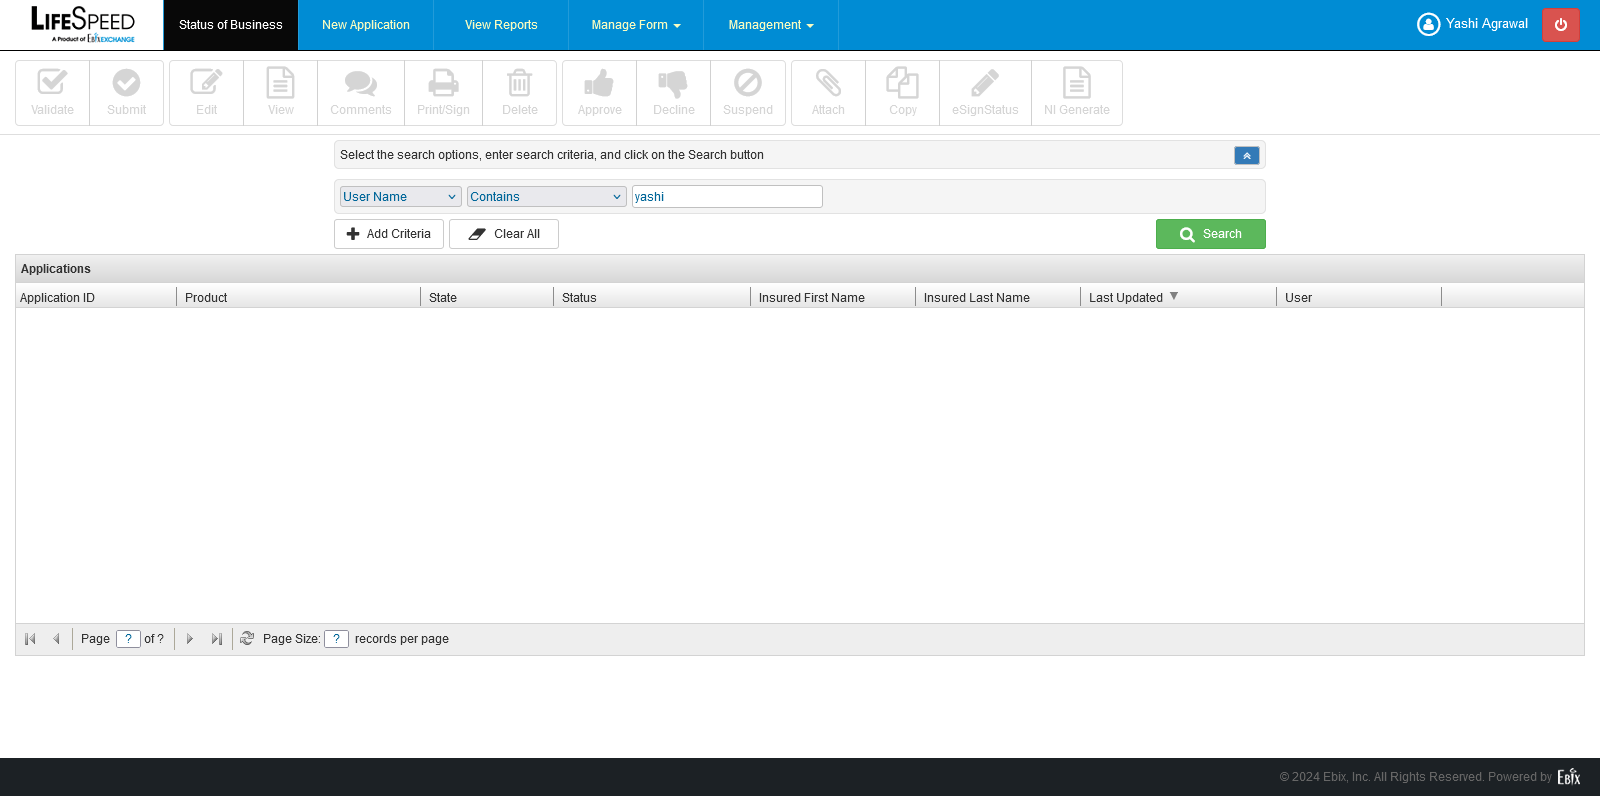 LIFESPEED
A Product of EbixEXCHANGE
Status of Business
New Application
View Reports
Manage Form
Management
Yashi Agrawal
Validate
Submit
Edit
View
Comments
Print/Sign
Delete
Approve
Decline
Suspend
Attach
Copy
eSignStatus
NI Generate
Select the search options, enter search criteria, and click on the Search button
User Name
Contains
yashi
Add Criteria
Clear All
Search
Applications
Application ID
Product
State
Status
Insured First Name
Insured Last Name
Last Updated
User
Page ? of ?
Page Size: ? records per page
© 2024 Ebix, Inc. All Rights Reserved. Powered by EBIX